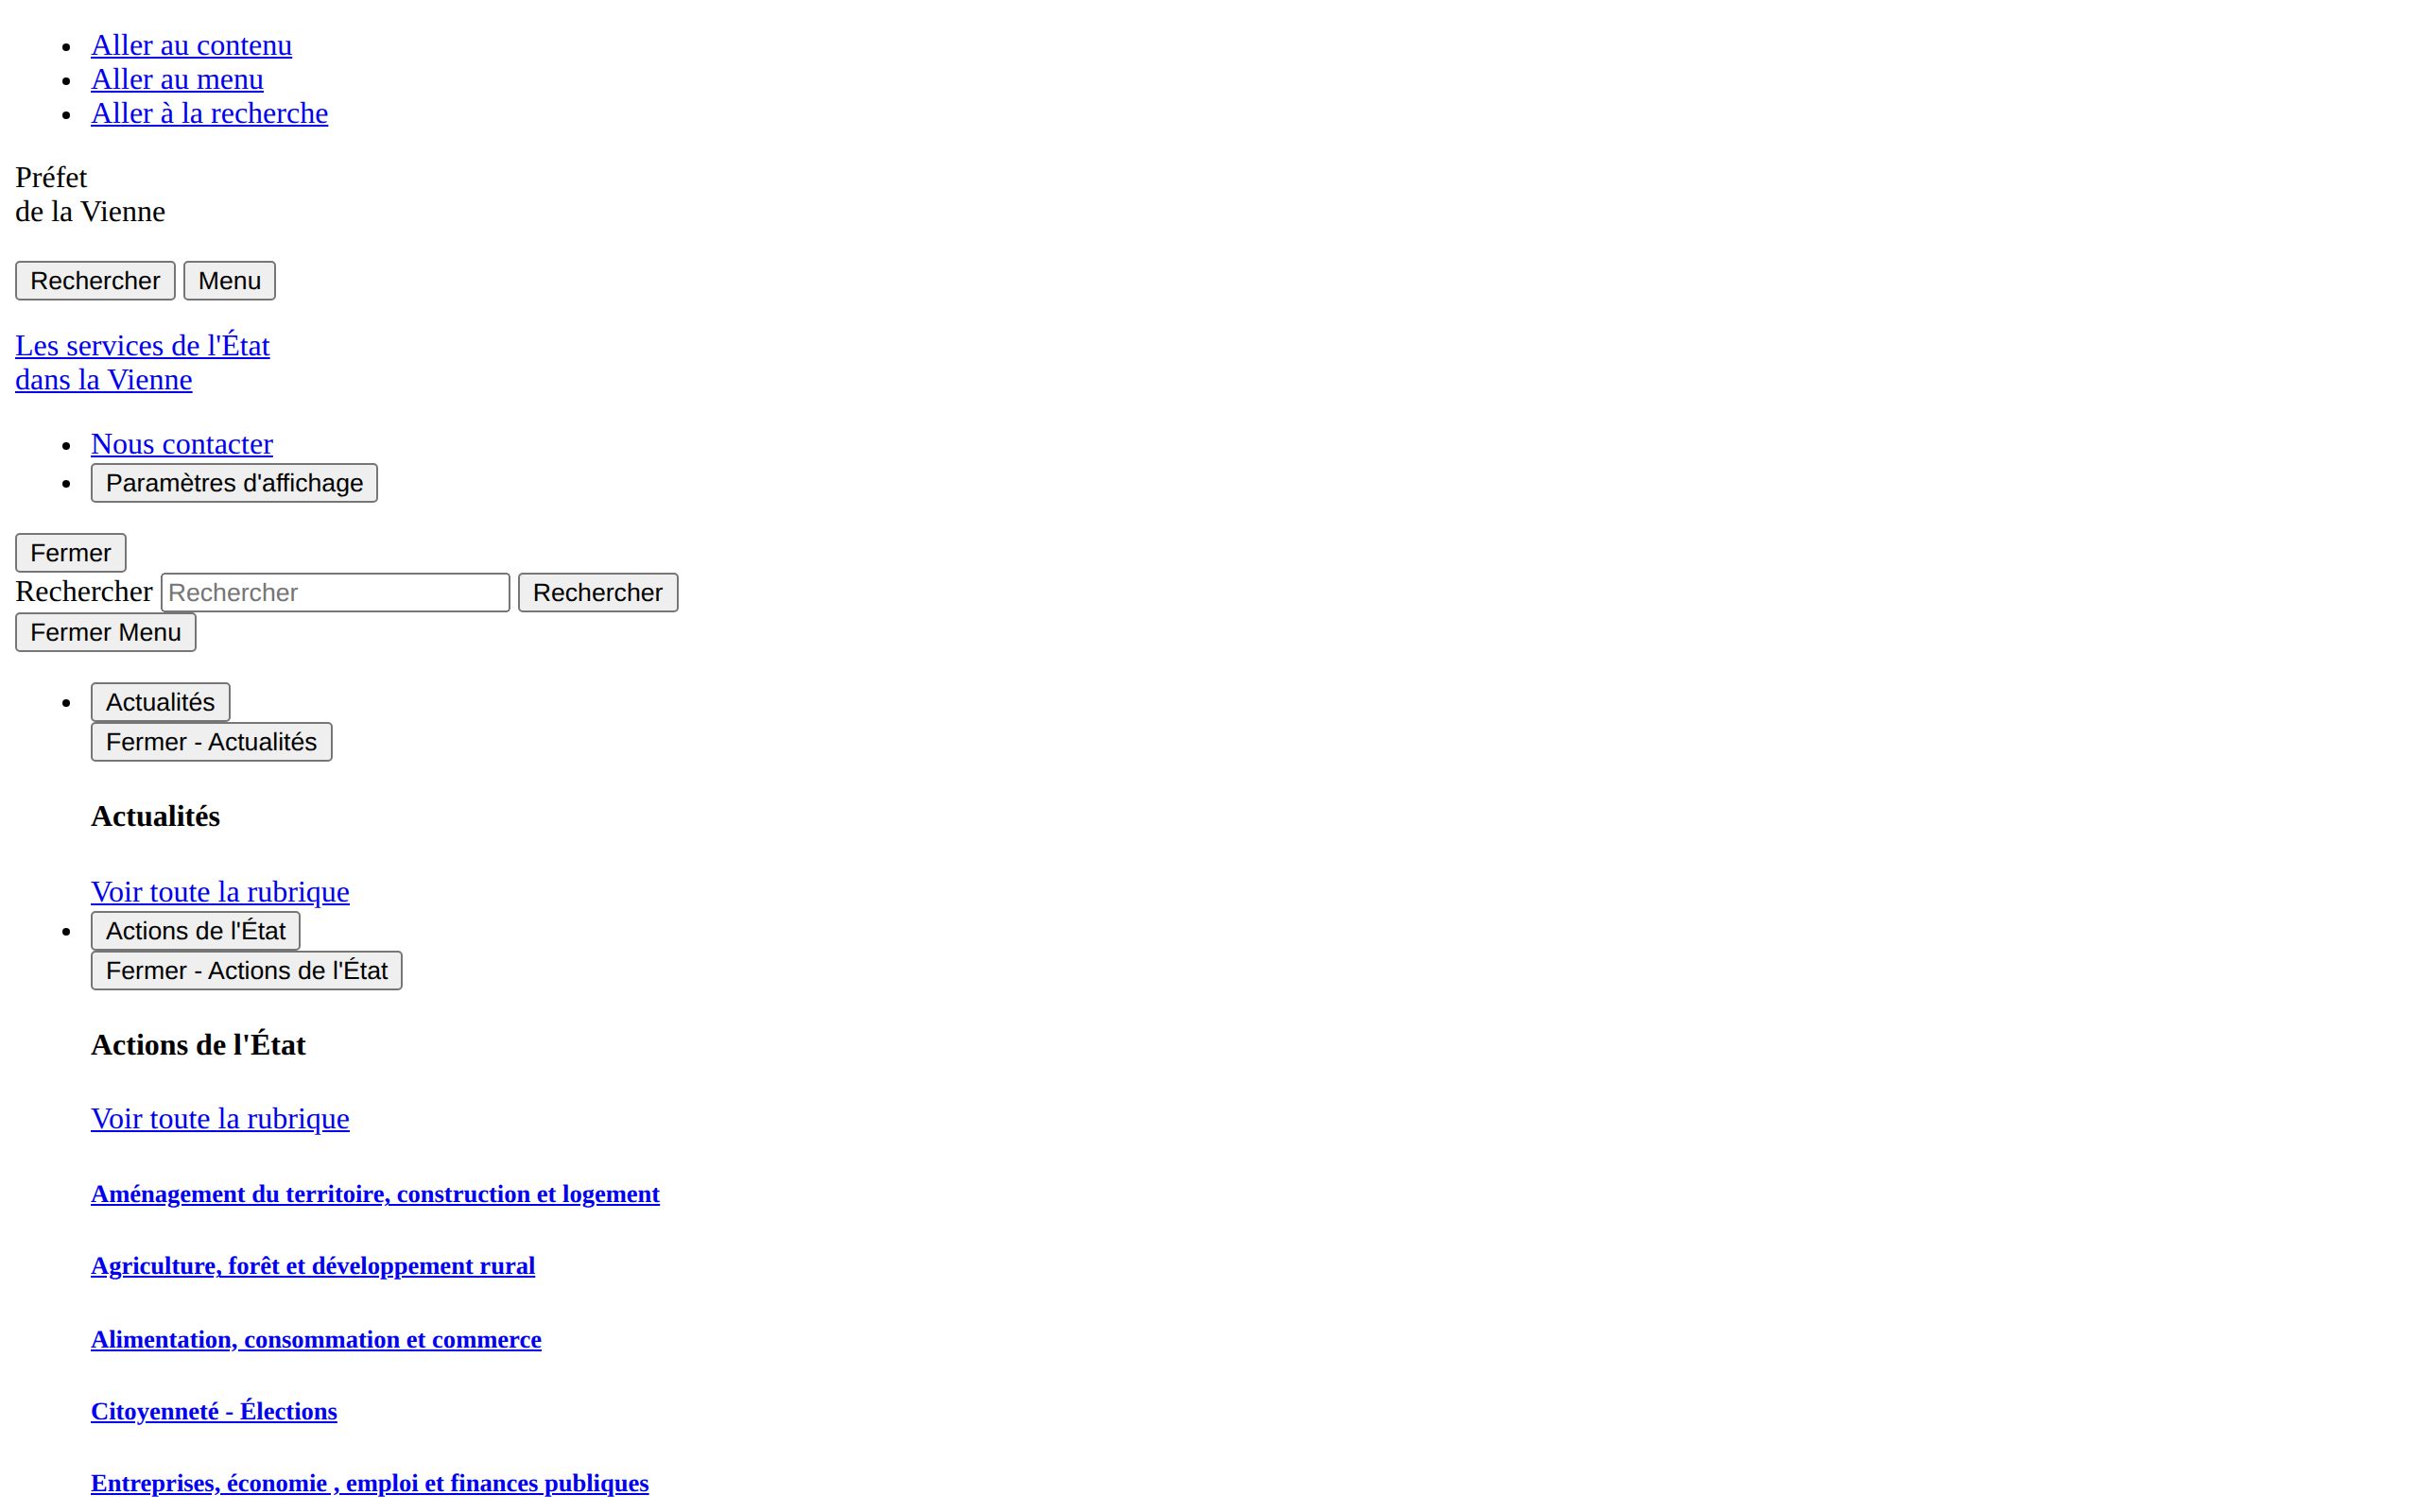 Aller au contenu
Aller au menu
Aller à la recherche
Préfet
de la Vienne
Rechercher Menu
Les services de l'État
dans la Vienne
Nous contacter
Paramètres d'affichage
Fermer
Rechercher Rechercher Rechercher
Fermer Menu
Actualités
Fermer - Actualités
Actualités
Voir toute la rubrique
Actions de l'État
Fermer - Actions de l'État
Actions de l'État
Voir toute la rubrique
Aménagement du territoire, construction et logement
Agriculture, forêt et développement rural
Alimentation, consommation et commerce
Citoyenneté - Élections
Entreprises, économie , emploi et finances publiques